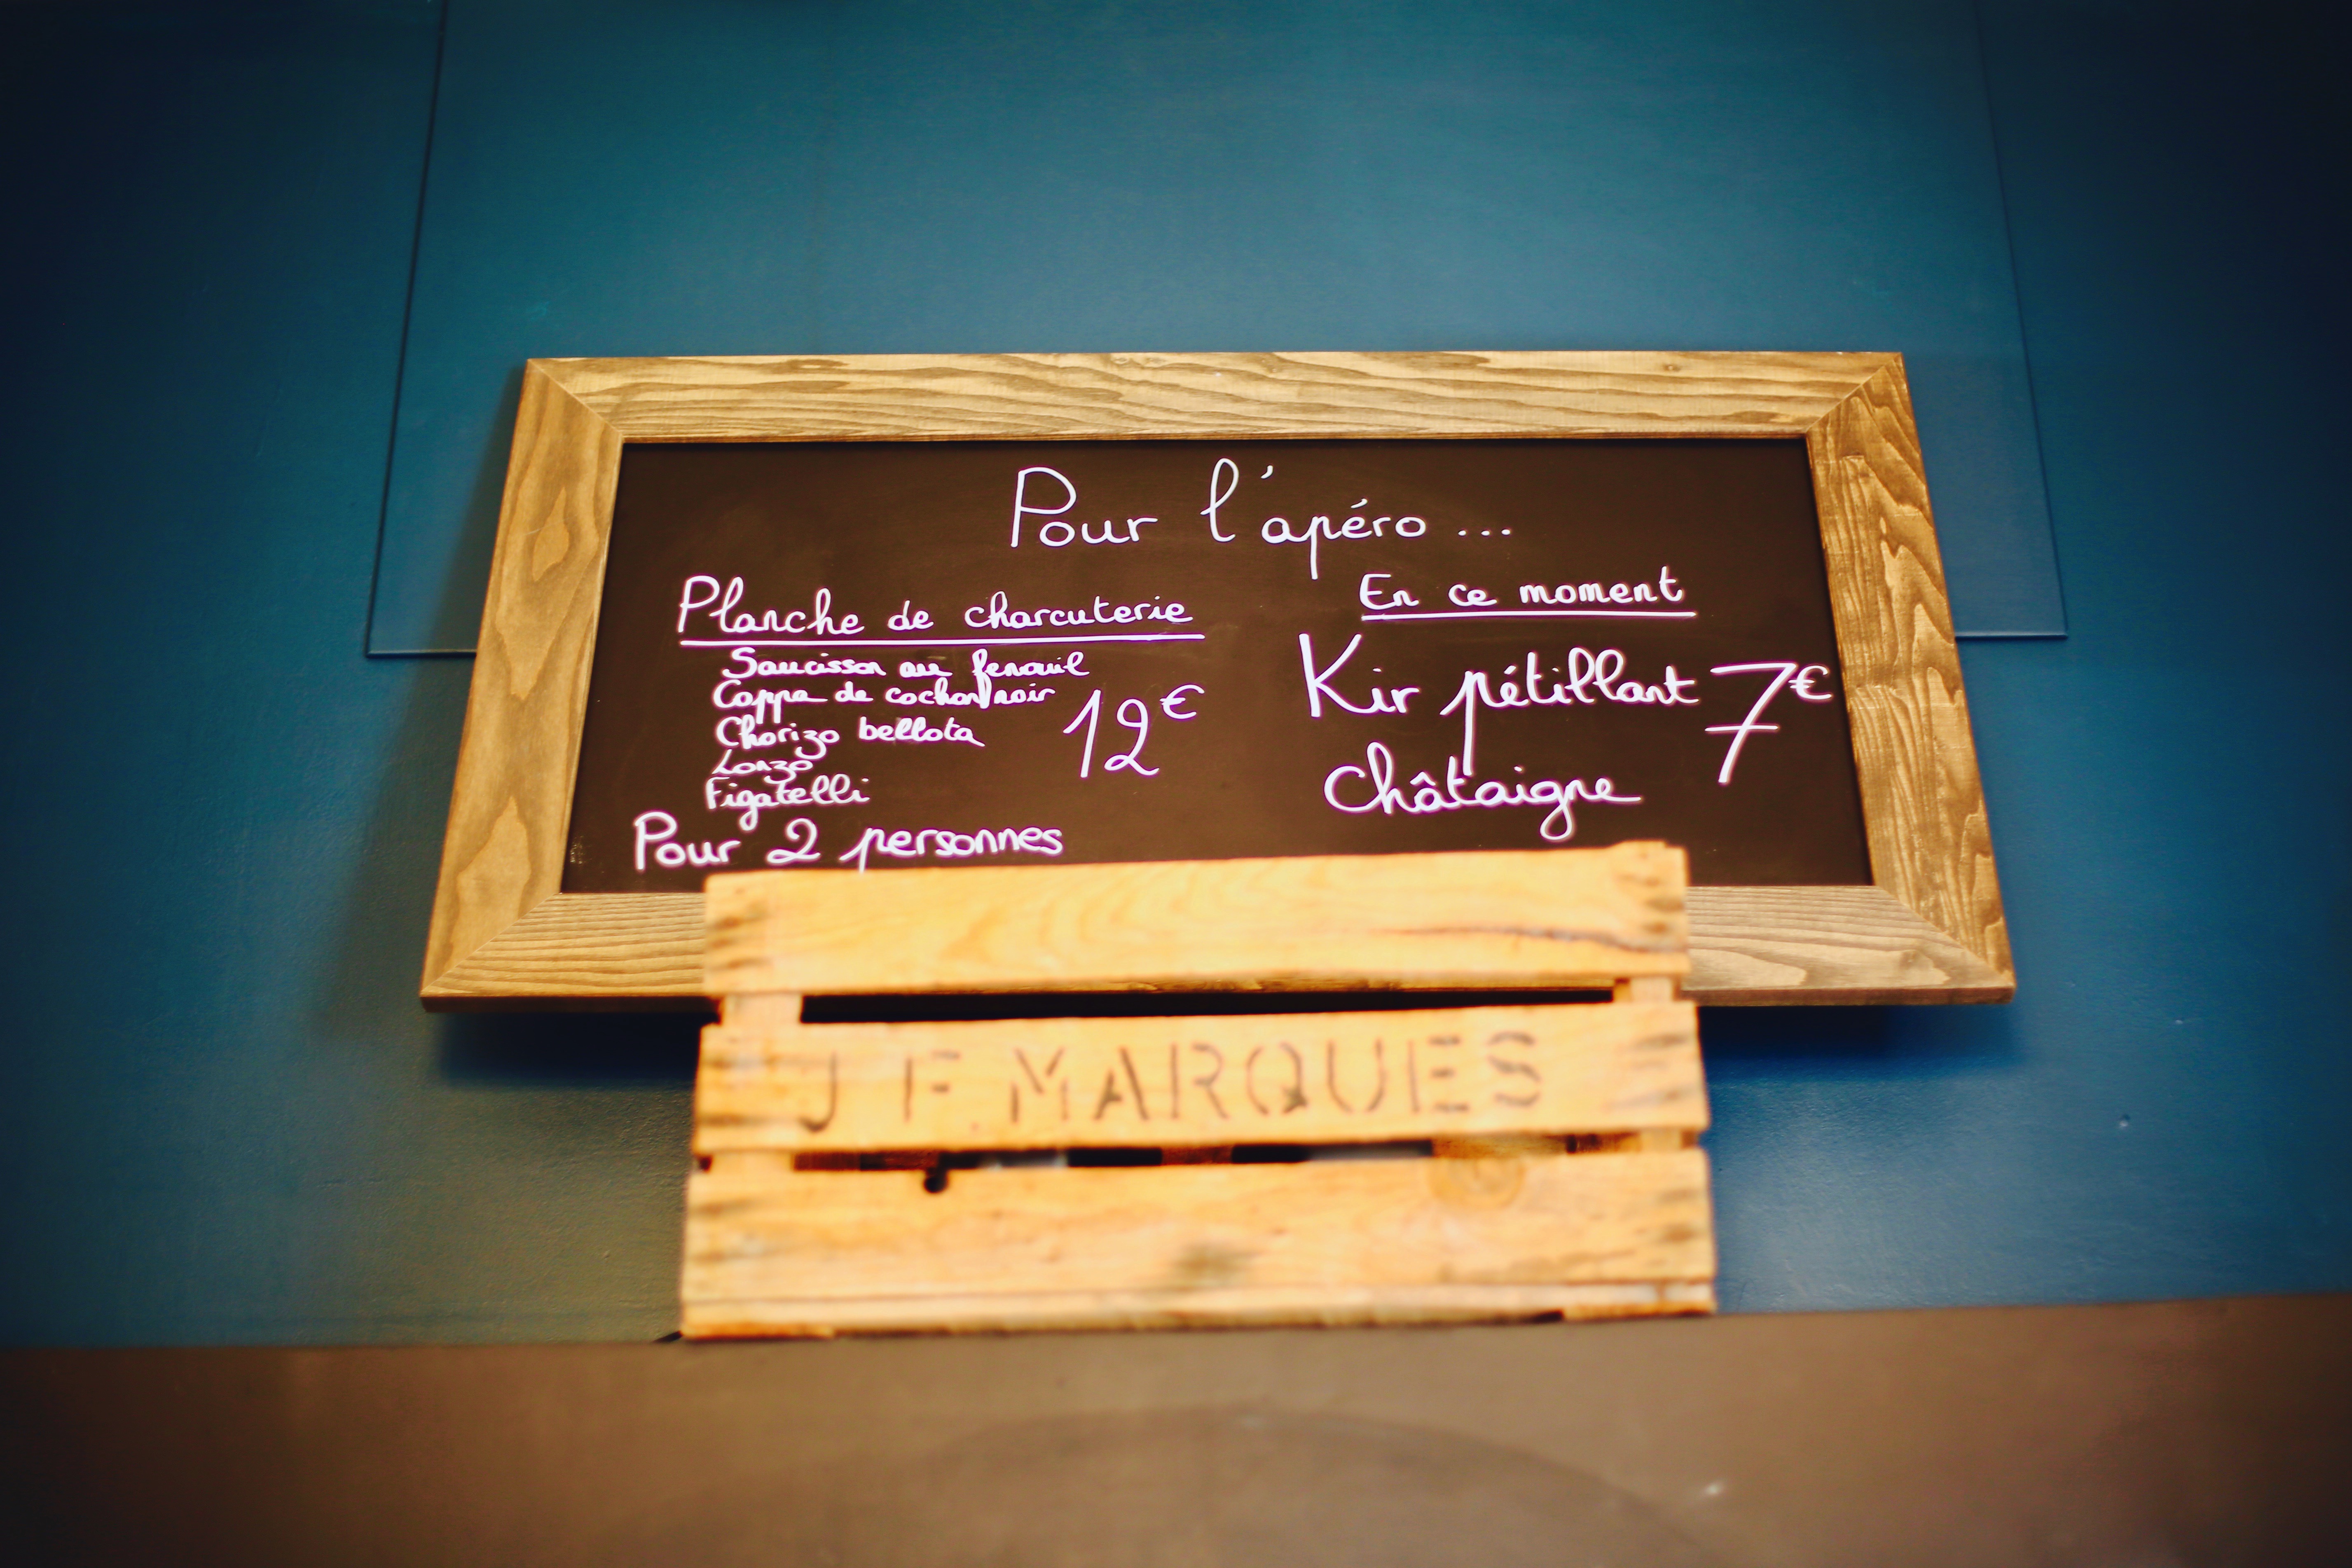 Pour l'apéro ...
Planche de charcuterie
Saucisson au fenouil
Coppa de cochon noir
Chorizo bellota
Lonzo
Figatelli
12€
Pour 2 personnes
En ce moment
Kir pétillant 7€
Châtaigne
J F. MARQUES